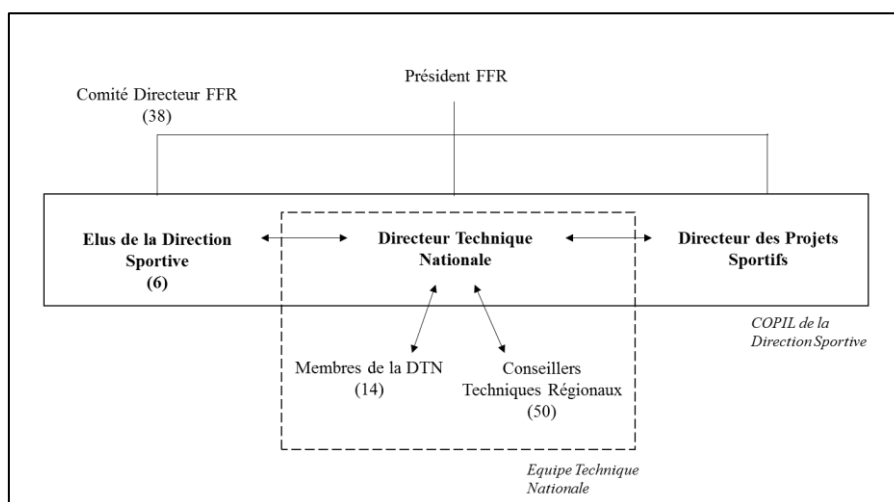 Président FFR
Comité Directeur FFR
(38)
Elus de la Direction
Sportive
(6)
Directeur Technique
Nationale
Directeur des Projets
Sportifs
COPIL de la
Direction Sportive
Membres de la DTN
(14)
Conseillers
Techniques Régionaux
(50)
Equipe Technique
Nationale